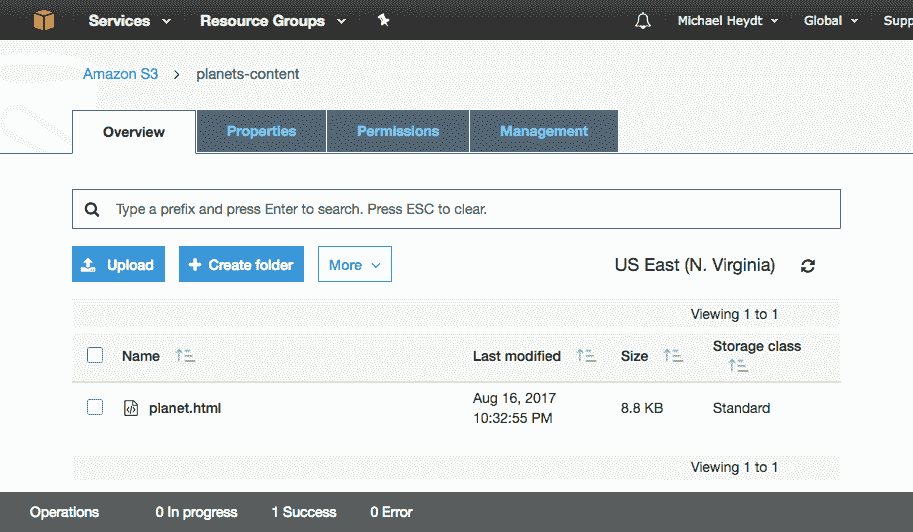 Services Resource Groups Michael Heydt Global Supp
Amazon S3 > planets-content
Overview Properties Permissions Management
Type a prefix and press Enter to search. Press ESC to clear.
Upload + Create folder More US East (N. Virginia)
Viewing 1 to 1
Name Last modified Size Storage class
planet.html Aug 16, 2017 8.8 KB Standard
10:32:55 PM
Viewing 1 to 1
Operations 0 In progress 1 Success 0 Error